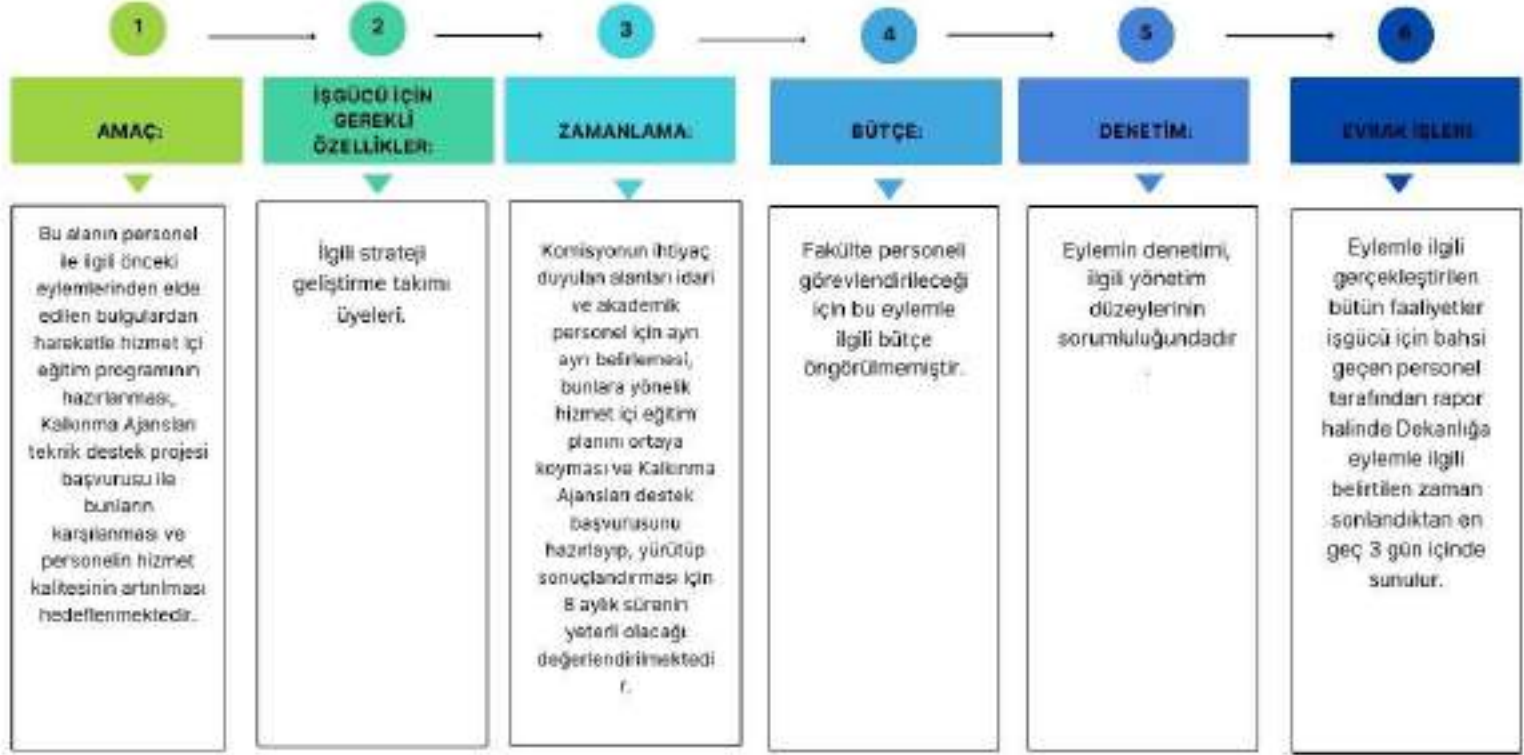 1
2
3
4
5
6
AMAÇ:
İŞGÜCÜ İÇİN
GEREKLİ
ÖZELLİKLER:
ZAMANLAMA:
BÜTÇE:
DENETİM:
EVRAK İŞLERİ:
Bu alanın personel
ile ilgili önceki
eylemlerinden elde
edilen bulgulardan
hareketle hizmet içi
eğitim programının
hazırlanması,
Kalkınma Ajansları
teknik destek projesi
başvurusu ile
bunların
karşılanması ve
personelin hizmet
kalitesinin artırılması
hedeflenmektedir.
İlgili strateji
geliştirme takımı
üyeleri.
Komisyonun ihtiyaç
duyulan alanları idari
ve akademik
personel için ayrı
ayrı belirlemesi,
bunlara yönelik
hizmet içi eğitim
planını ortaya
koyması ve Kalkınma
Ajansları destek
başvurusunu
hazırlayıp, yürütüp
sonuçlandırması için
8 aylık sürenin
yeterli olacağı
değerlendirilmektedi
r.
Fakülte personeli
görevlendirileceği
için bu eylemle
ilgili bütçe
öngörülmemiştir.
Eylemin denetimi,
ilgili yönetim
düzeylerinin
sorumluluğundadır
.
Eylemle ilgili
gerçekleştirilen
bütün faaliyetler
işgücü için bahsi
geçen personel
tarafından rapor
halinde Dekanlığa
eylemle ilgili
belirtilen zaman
sonlandıktan en
geç 3 gün içinde
sunulur.